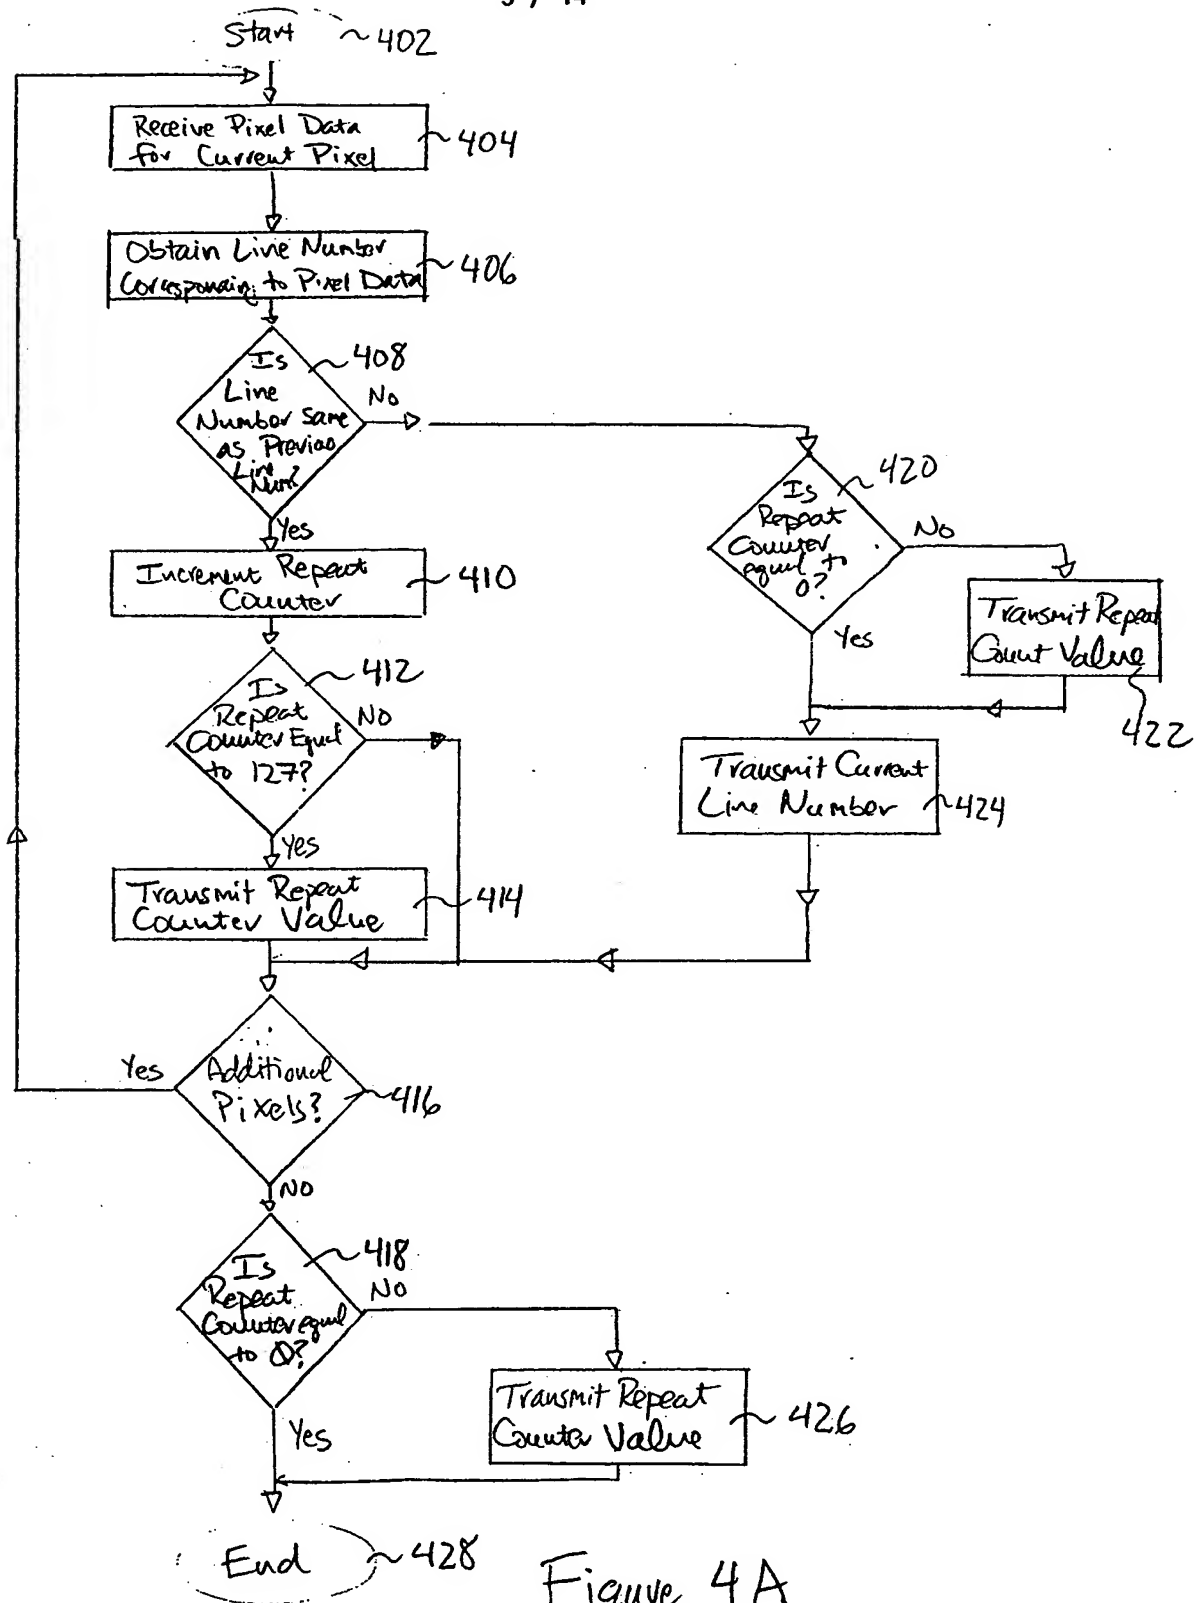 Start 402
Receive Pixel Data
for Current Pixel
404
Obtain Line Number
Corresponding to Pixel Data
406
Is
Line
Number Same
as Previou
Line
Num?
408
No
Yes
Increment Repeat
Counter
410
Is
Repeat
Counter Equal
to 127?
412
No
Yes
Transmit Repeat
Counter Value
414
Is
Repeat
Counter
equal to
0?
420
No
Yes
Transmit Repeat
Count Value
422
Transmit Current
Line Number
424
Additional
Pixels?
416
Yes
NO
Is
Repeat
Counter equal
to 0?
418
No
Yes
Transmit Repeat
Counter Value
426
End 428
Figure 4A